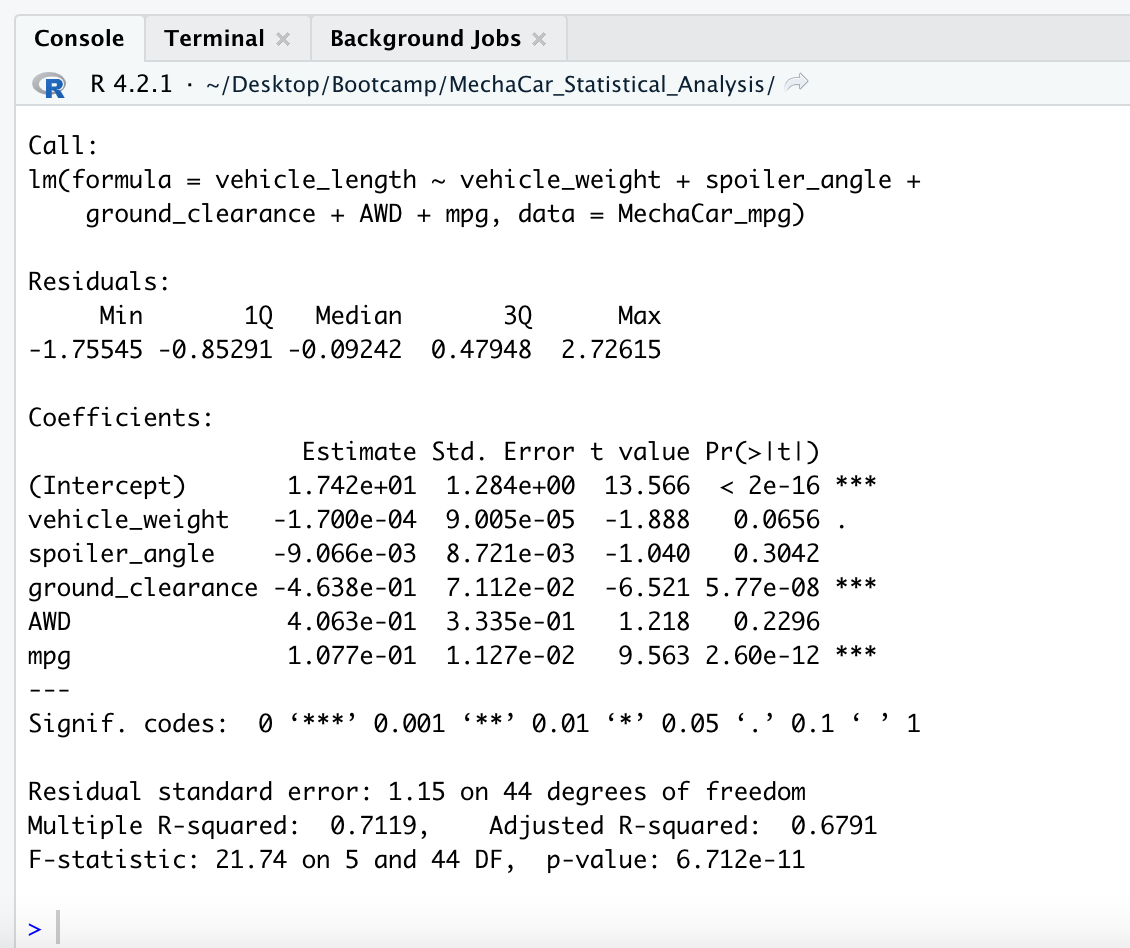 Console Terminal × Background Jobs ×
R R 4.2.1 · ~/Desktop/Bootcamp/MechaCar_Statistical_Analysis/
Call:
lm(formula = vehicle_length ~ vehicle_weight + spoiler_angle +
    ground_clearance + AWD + mpg, data = MechaCar_mpg)
Residuals:
     Min       1Q   Median       3Q      Max
-1.75545 -0.85291 -0.09242  0.47948  2.72615
Coefficients:
                   Estimate Std. Error t value Pr(>|t|)
(Intercept)       1.742e+01  1.284e+00  13.566  < 2e-16 ***
vehicle_weight   -1.700e-04  9.005e-05  -1.888   0.0656 .
spoiler_angle    -9.066e-03  8.721e-03  -1.040   0.3042
ground_clearance -4.638e-01  7.112e-02  -6.521 5.77e-08 ***
AWD               4.063e-01  3.335e-01   1.218   0.2296
mpg               1.077e-01  1.127e-02   9.563 2.60e-12 ***
---
Signif. codes:  0 ‘***’ 0.001 ‘**’ 0.01 ‘*’ 0.05 ‘.’ 0.1 ‘ ’ 1
Residual standard error: 1.15 on 44 degrees of freedom
Multiple R-squared:  0.7119,    Adjusted R-squared:  0.6791
F-statistic: 21.74 on 5 and 44 DF,  p-value: 6.712e-11
>